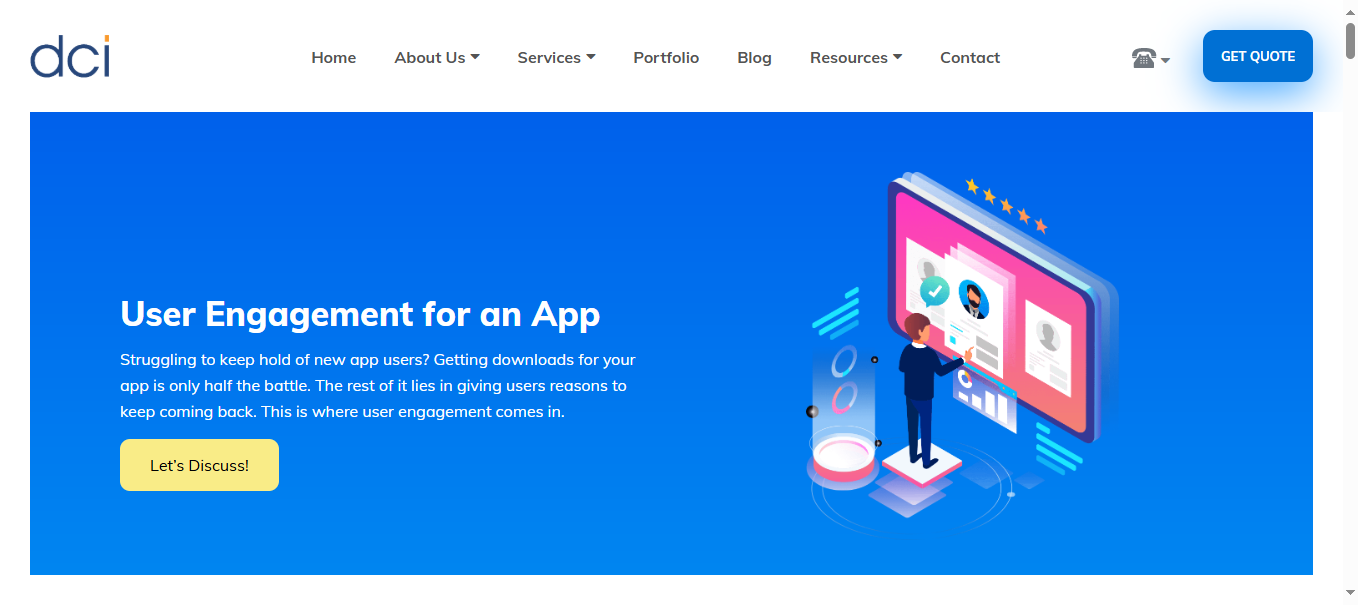 dci
Home About Us Services Portfolio Blog Resources Contact
GET QUOTE
User Engagement for an App
Struggling to keep hold of new app users? Getting downloads for your
app is only half the battle. The rest of it lies in giving users reasons to
keep coming back. This is where user engagement comes in.
Let’s Discuss!